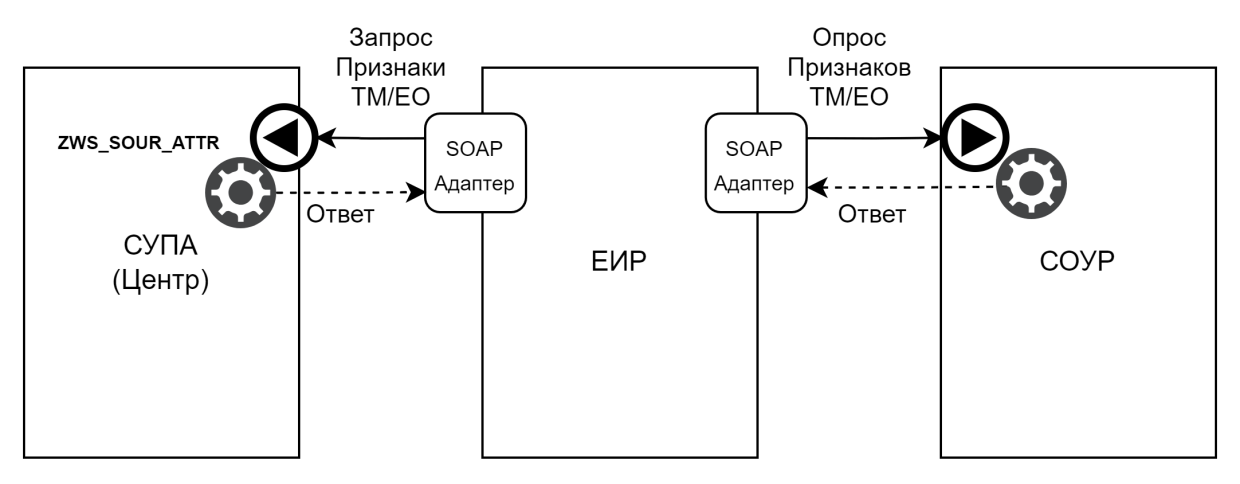 Запрос
Признаки
ТМ/ЕО
Опрос
Признаков
ТМ/ЕО
ZWS_SOUR_ATTR
SOAP
Адаптер
SOAP
Адаптер
Ответ
Ответ
СУПА
(Центр)
ЕИР
СОУР